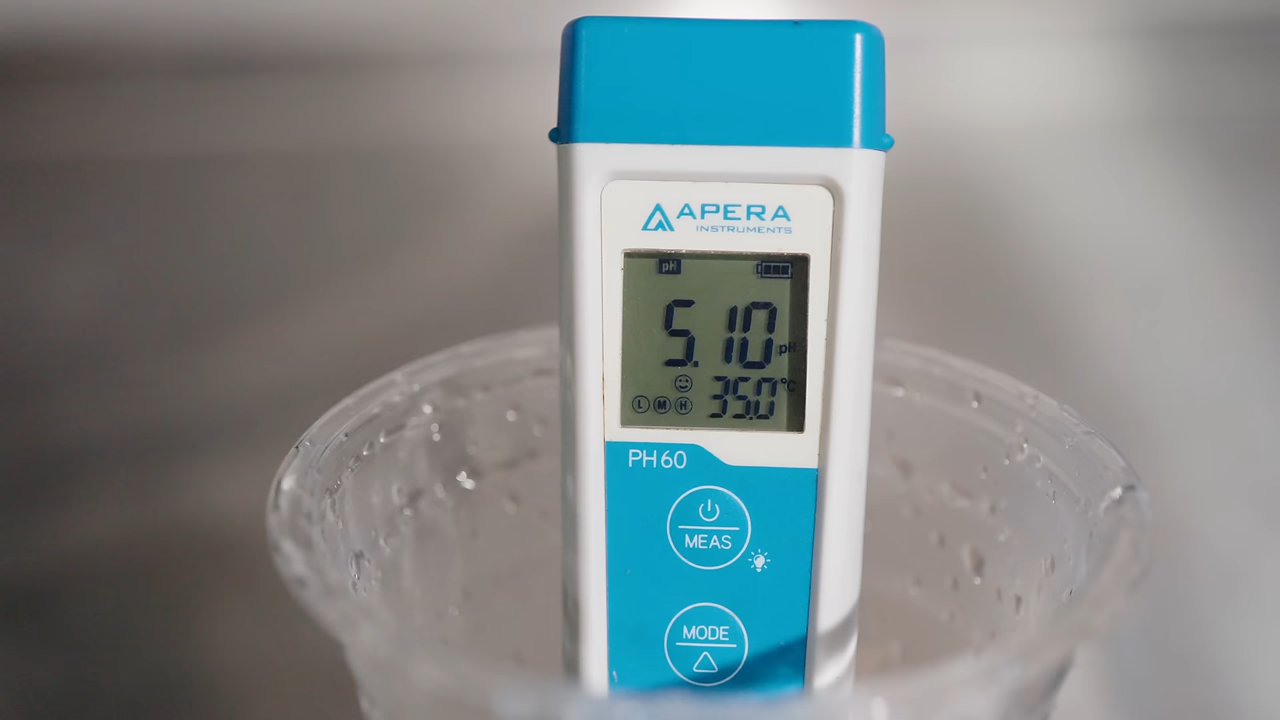 APERA
INSTRUMENTS
pH
5.10 pH
35.0 °C
L M H
PH60
MEAS
MODE